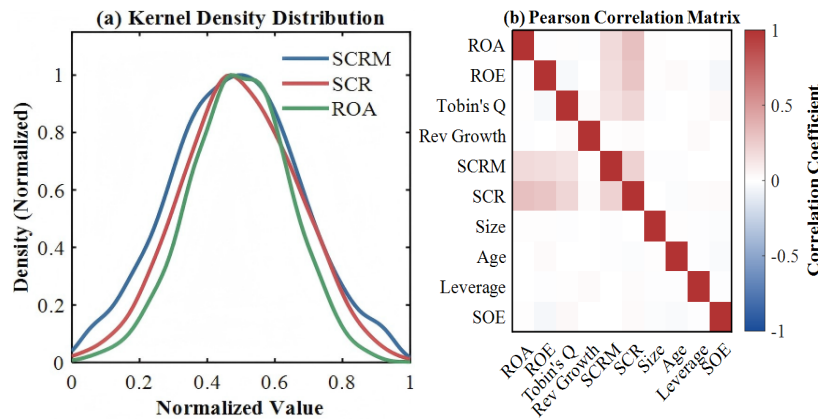 (a) Kernel Density Distribution
SCRM
SCR
ROA
Density (Normalized)
1
0.8
0.6
0.4
0.2
0
0
0.2
0.4
0.6
0.8
1
Normalized Value
(b) Pearson Correlation Matrix
ROA
ROE
Tobin's Q
Rev Growth
SCRM
SCR
Size
Age
Leverage
SOE
ROA
ROE
Tobin's Q
Rev Growth
SCRM
SCR
Size
Age
Leverage
SOE
1
0.5
0
-0.5
-1
Correlation Coefficient